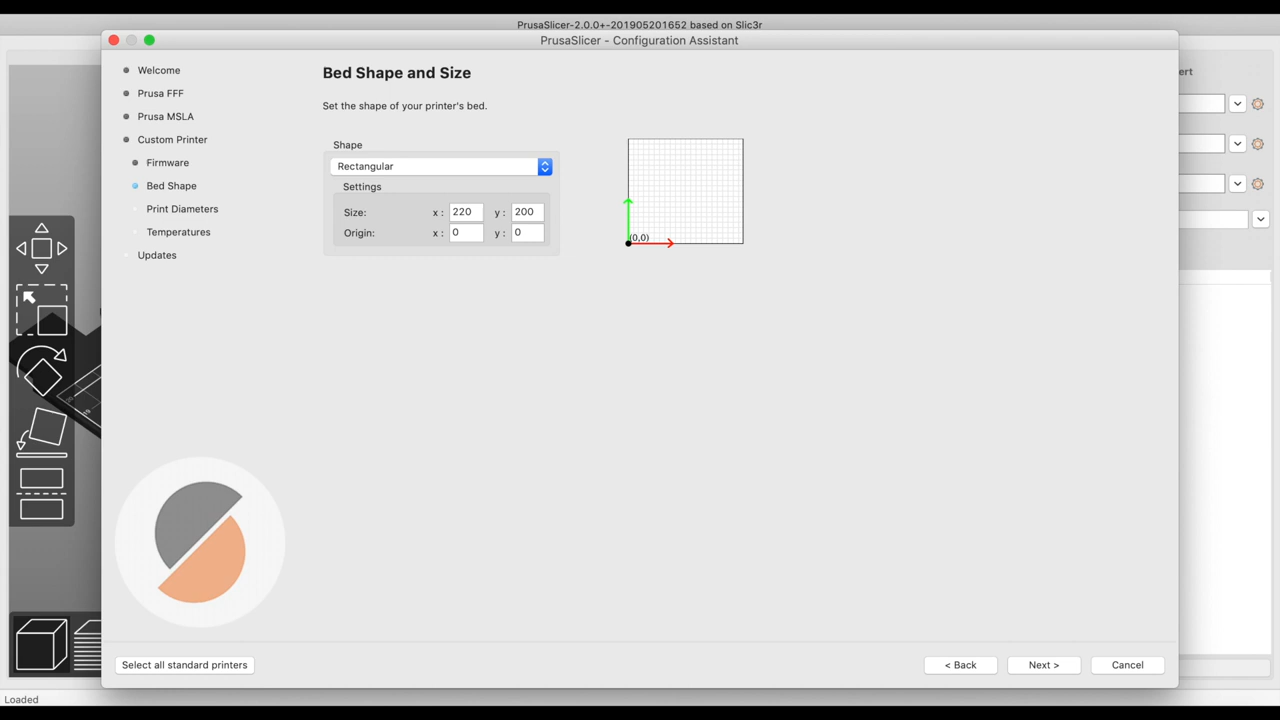 PrusaSlicer-2.0.0+-201905201652 based on Slic3r
PrusaSlicer - Configuration Assistant
ert
Welcome
Prusa FFF
Prusa MSLA
Custom Printer
Firmware
Bed Shape
Print Diameters
Temperatures
Updates
Bed Shape and Size
Set the shape of your printer's bed.
Shape
Rectangular
Settings
Size: x : 220 y : 200
Origin: x : 0 y : 0
(0,0)
Select all standard printers
< Back
Next >
Cancel
Loaded